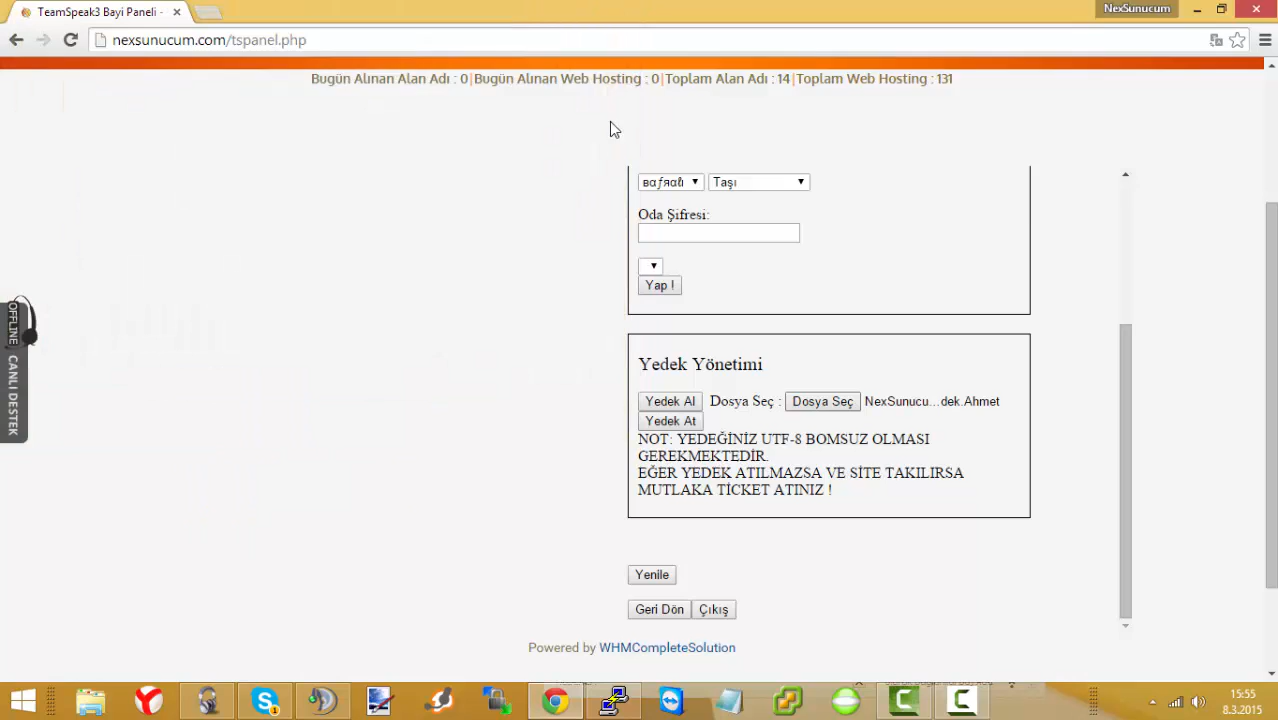 TeamSpeak3 Bayi Paneli -
NexSunucum
nexsunucum.com/tspanel.php
Bugün Alınan Alan Adı : 0|Bugün Alınan Web Hosting : 0|Toplam Alan Adı : 14|Toplam Web Hosting : 131
Taşı
Oda Şifresi:
Yap !
OFFLINE
CANLI DESTEK
Yedek Yönetimi
Yedek Al Dosya Seç : Dosya Seç NexSunucu...dek.Ahmet
Yedek At
NOT: YEDEĞİNİZ UTF-8 BOMSUZ OLMASI
GEREKMEKTEDİR.
EĞER YEDEK ATILMAZSA VE SİTE TAKILIRSA
MUTLAKA TİCKET ATINIZ !
Yenile
Geri Dön Çıkış
Powered by WHMCompleteSolution
15:55
8.3.2015